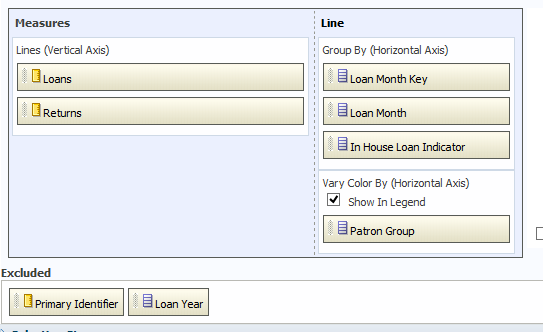 Measures
Line
Lines (Vertical Axis)
Loans
Returns
Group By (Horizontal Axis)
Loan Month Key
Loan Month
In House Loan Indicator
Vary Color By (Horizontal Axis)
Show In Legend
Patron Group
Excluded
Primary Identifier
Loan Year